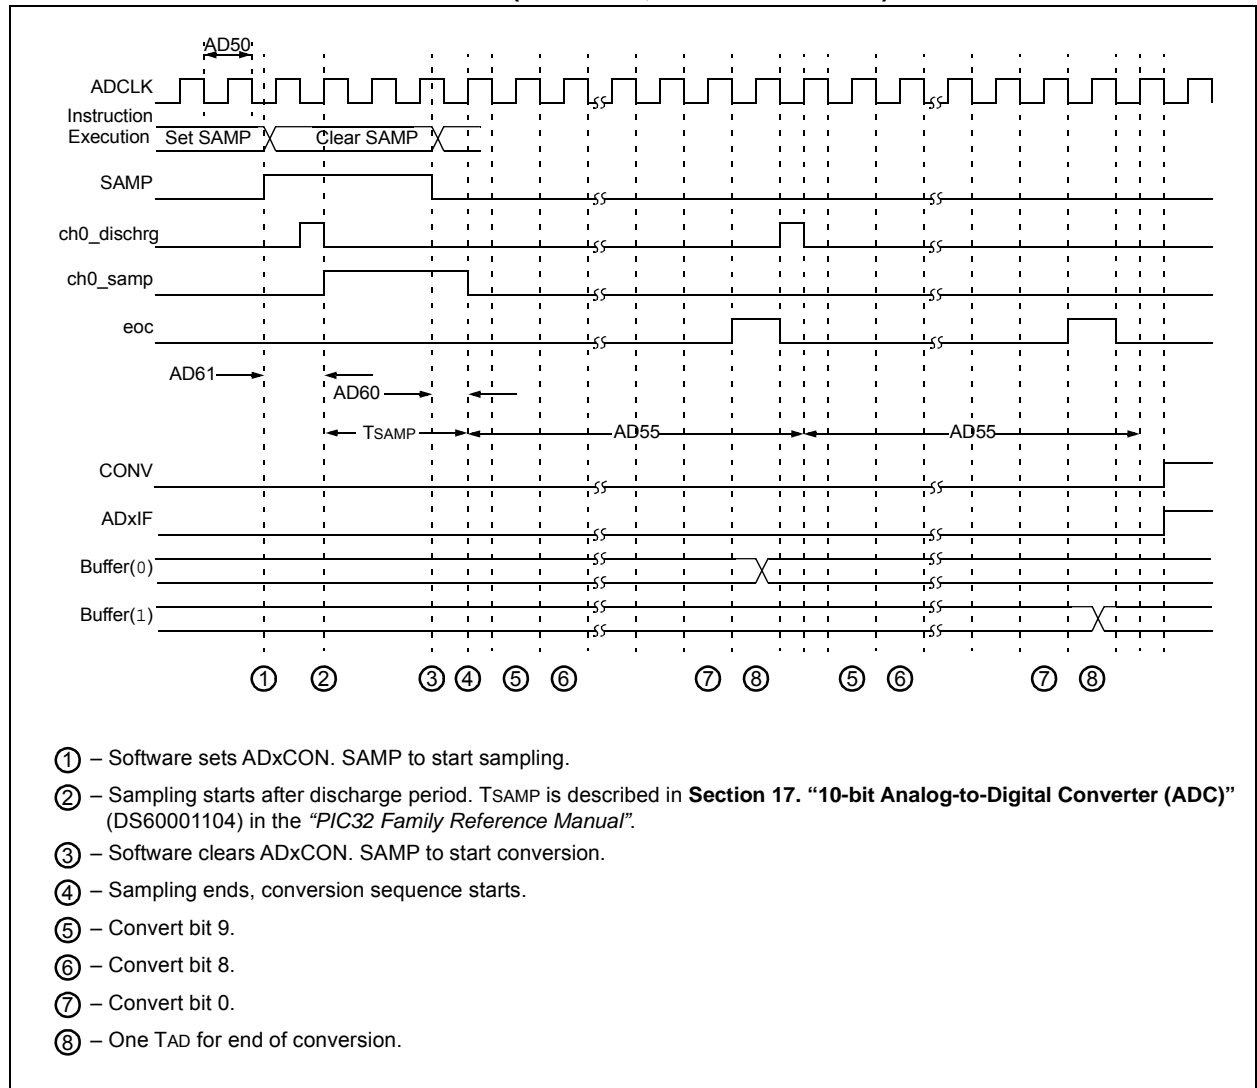 AD50
ADCLK
Instruction
Execution Set SAMP Clear SAMP
SAMP
ch0_dischrg
ch0_samp
eoc
AD61
AD60
TSAMP AD55 AD55
CONV
ADxIF
Buffer(0)
Buffer(1)
1 2 3 4 5 6 7 8 5 6 7 8
1 – Software sets ADxCON. SAMP to start sampling.
2 – Sampling starts after discharge period. TSAMP is described in Section 17. “10-bit Analog-to-Digital Converter (ADC)”
(DS60001104) in the “PIC32 Family Reference Manual”.
3 – Software clears ADxCON. SAMP to start conversion.
4 – Sampling ends, conversion sequence starts.
5 – Convert bit 9.
6 – Convert bit 8.
7 – Convert bit 0.
8 – One TAD for end of conversion.